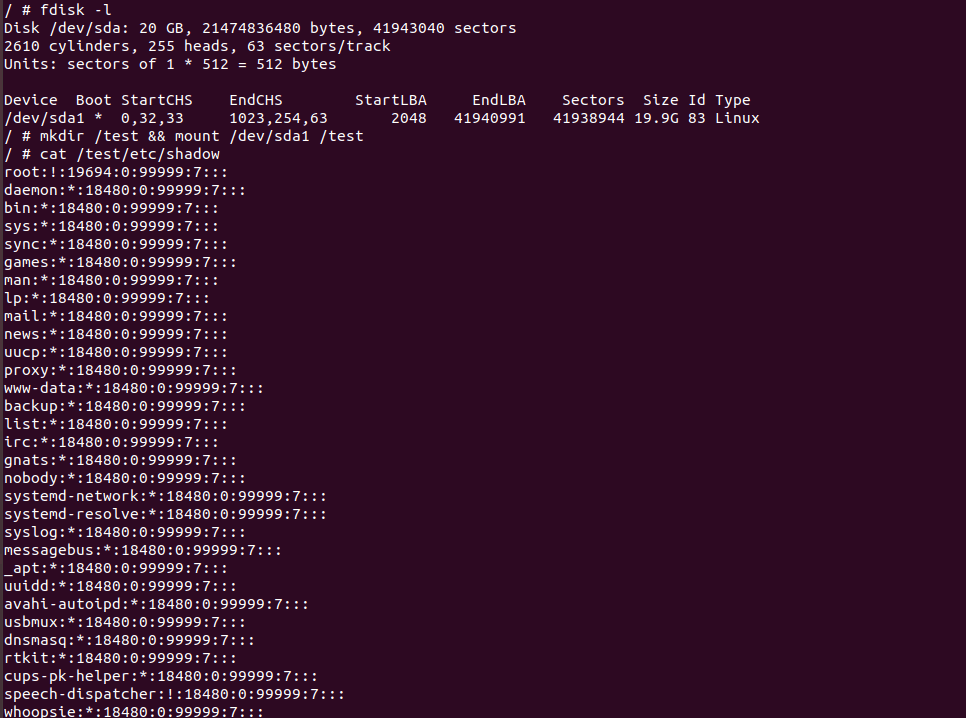 / # fdisk -l
Disk /dev/sda: 20 GB, 21474836480 bytes, 41943040 sectors
2610 cylinders, 255 heads, 63 sectors/track
Units: sectors of 1 * 512 = 512 bytes
Device  Boot StartCHS    EndCHS        StartLBA     EndLBA    Sectors  Size Id Type
/dev/sda1 *  0,32,33     1023,254,63       2048   41940991   41938944 19.9G 83 Linux
/ # mkdir /test && mount /dev/sda1 /test
/ # cat /test/etc/shadow
root:!:19694:0:99999:7:::
daemon:*:18480:0:99999:7:::
bin:*:18480:0:99999:7:::
sys:*:18480:0:99999:7:::
sync:*:18480:0:99999:7:::
games:*:18480:0:99999:7:::
man:*:18480:0:99999:7:::
lp:*:18480:0:99999:7:::
mail:*:18480:0:99999:7:::
news:*:18480:0:99999:7:::
uucp:*:18480:0:99999:7:::
proxy:*:18480:0:99999:7:::
www-data:*:18480:0:99999:7:::
backup:*:18480:0:99999:7:::
list:*:18480:0:99999:7:::
irc:*:18480:0:99999:7:::
gnats:*:18480:0:99999:7:::
nobody:*:18480:0:99999:7:::
systemd-network:*:18480:0:99999:7:::
systemd-resolve:*:18480:0:99999:7:::
syslog:*:18480:0:99999:7:::
messagebus:*:18480:0:99999:7:::
_apt:*:18480:0:99999:7:::
uuidd:*:18480:0:99999:7:::
avahi-autoipd:*:18480:0:99999:7:::
usbmux:*:18480:0:99999:7:::
dnsmasq:*:18480:0:99999:7:::
rtkit:*:18480:0:99999:7:::
cups-pk-helper:*:18480:0:99999:7:::
speech-dispatcher:!:18480:0:99999:7:::
whoopsie:*:18480:0:99999:7:::